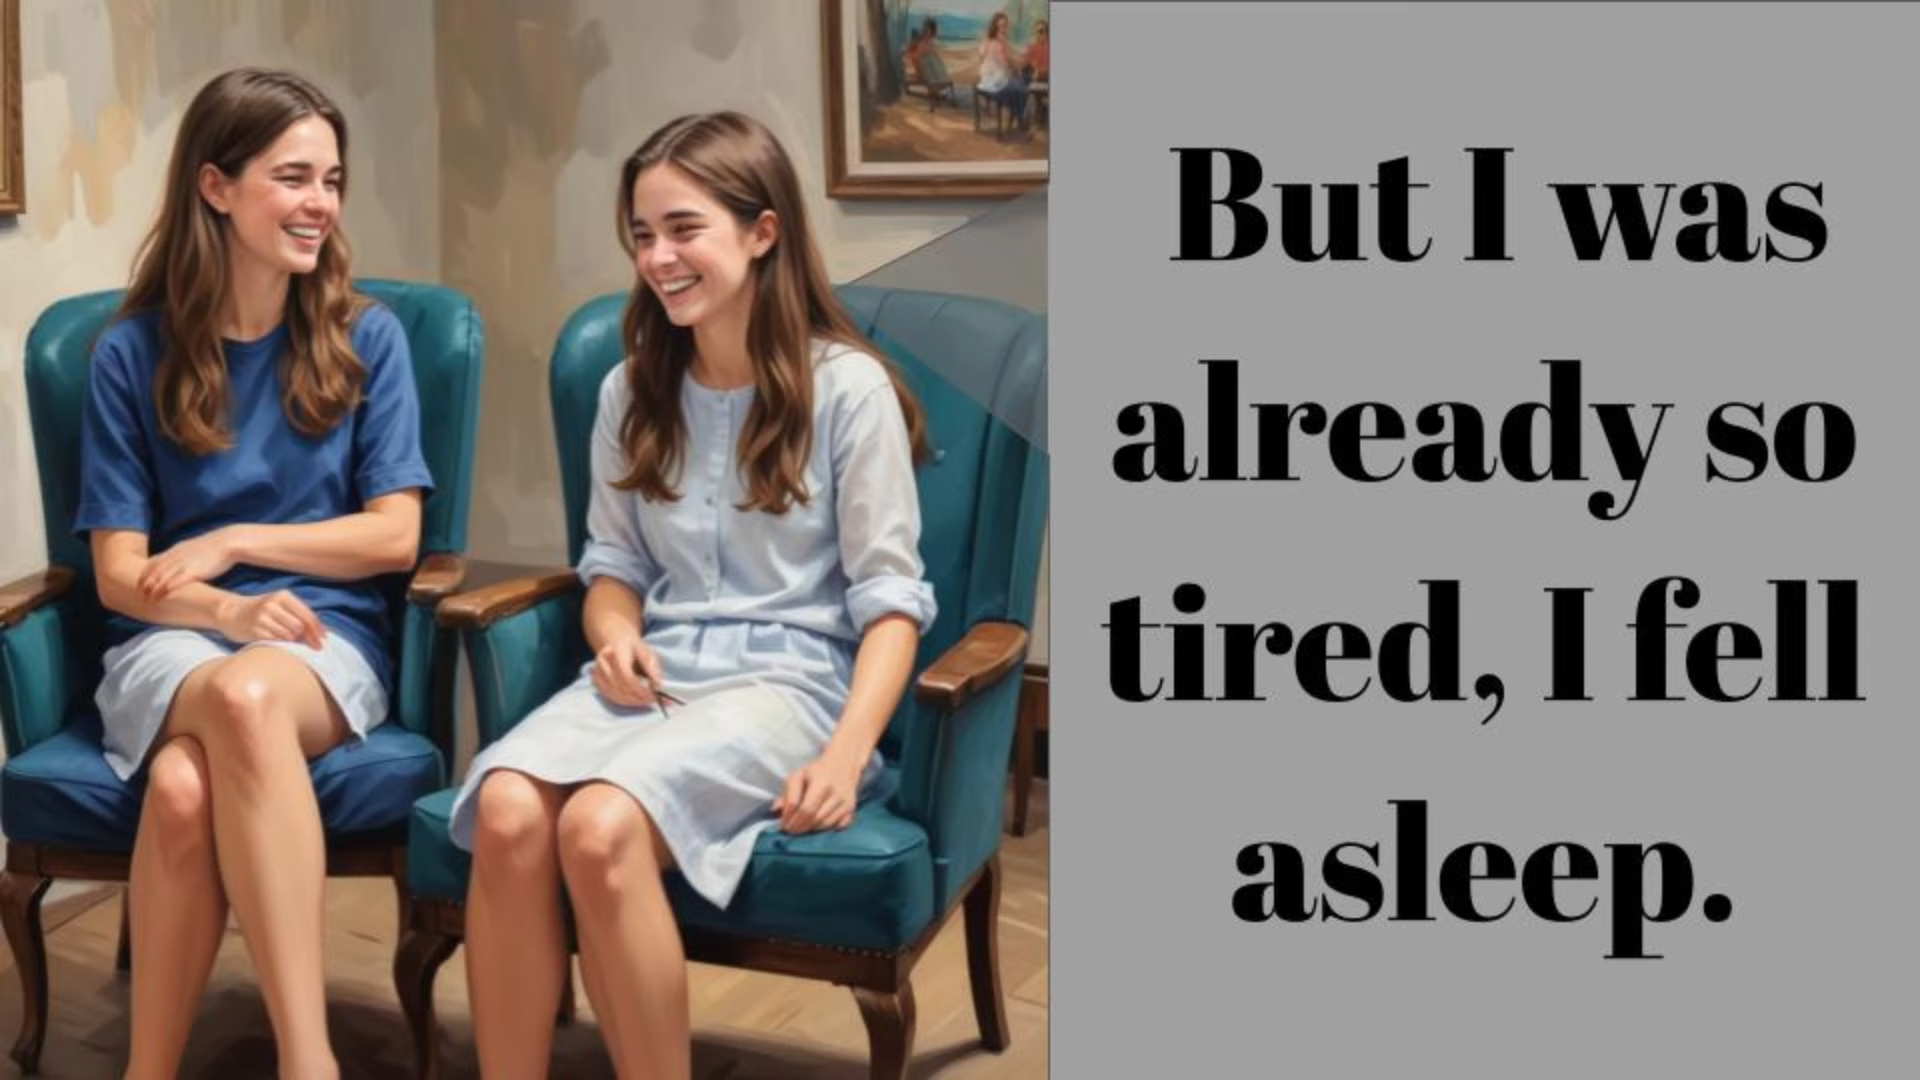 But I was
already so
tired, I fell
asleep.